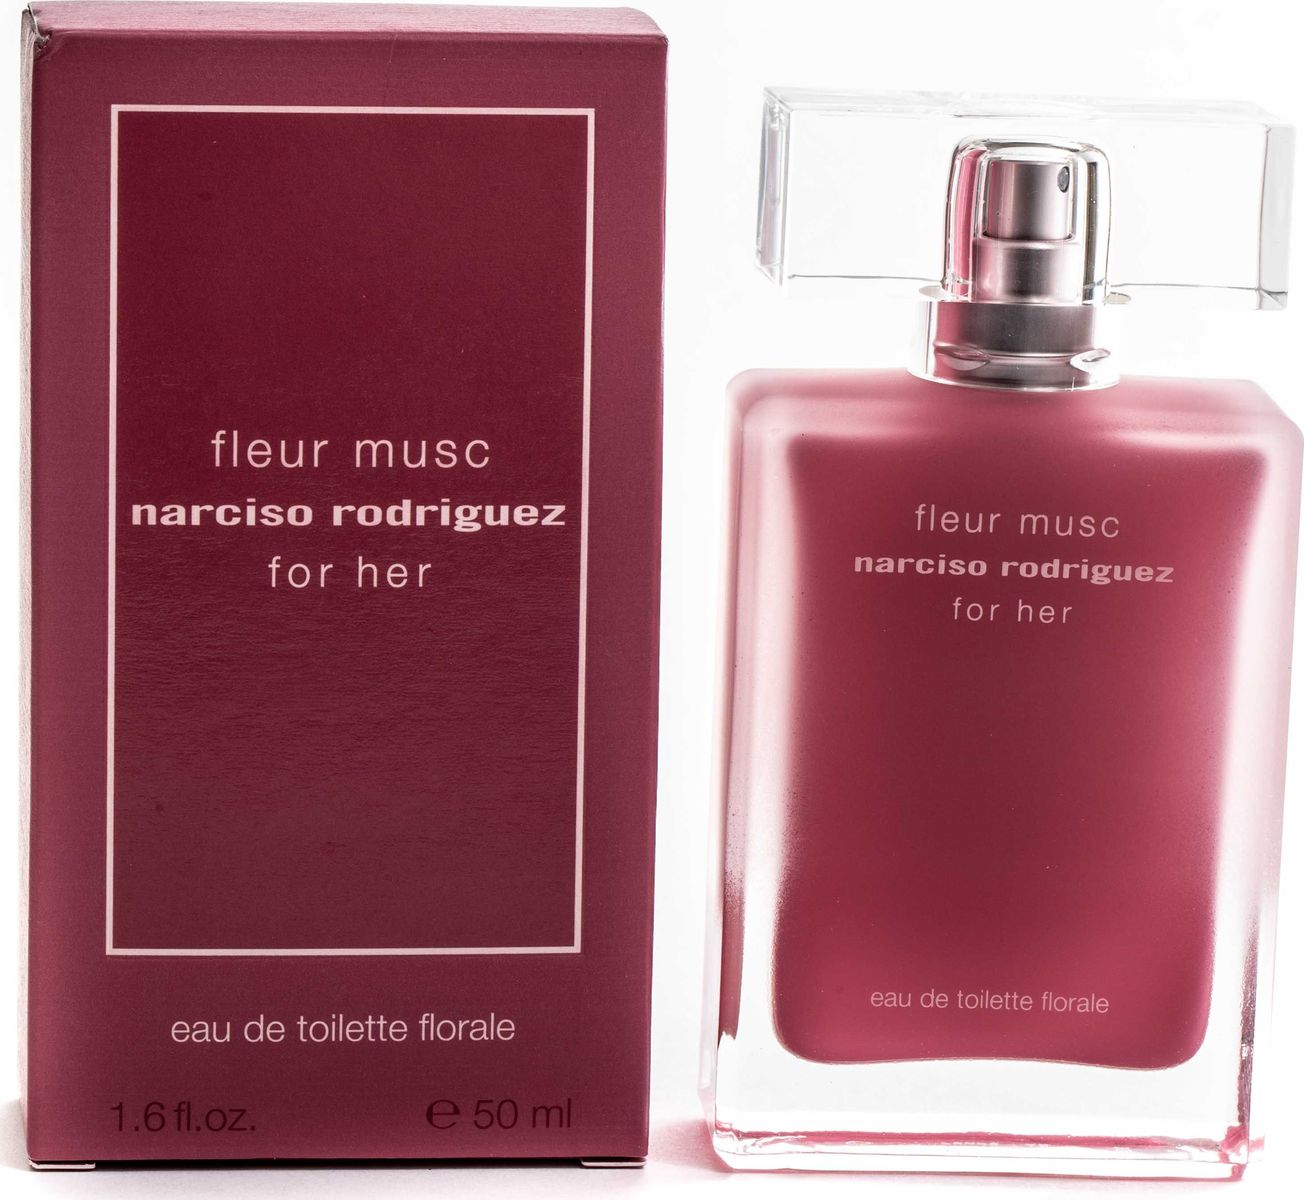 fleur musc
narciso rodriguez
for her
eau de toilette florale
1.6 fl.oz. ℮ 50 ml
fleur musc
narciso rodriguez
for her
eau de toilette florale